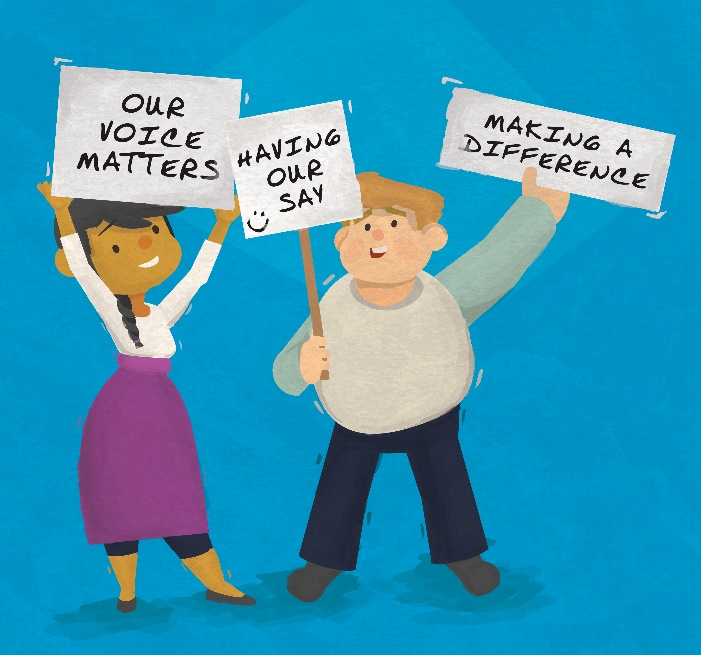 OUR
VOICE
MATTERS
HAVING
OUR
SAY
MAKING A
DIFFERENCE